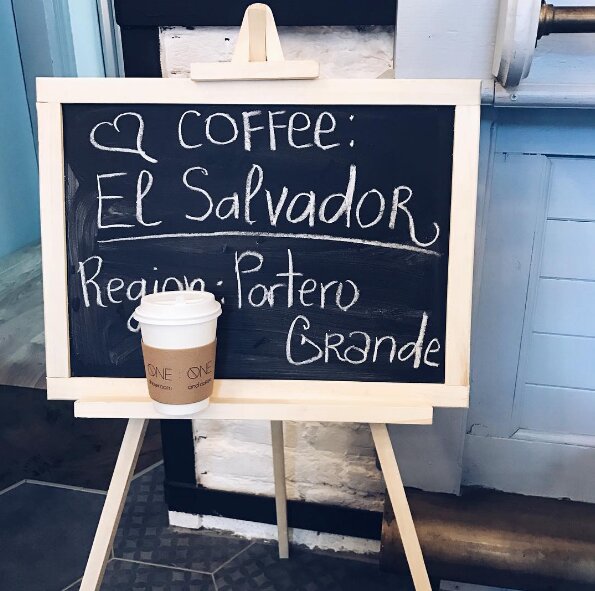 COFFEE:
El Salvador
Region: Portero
Grande
ONE : ONE